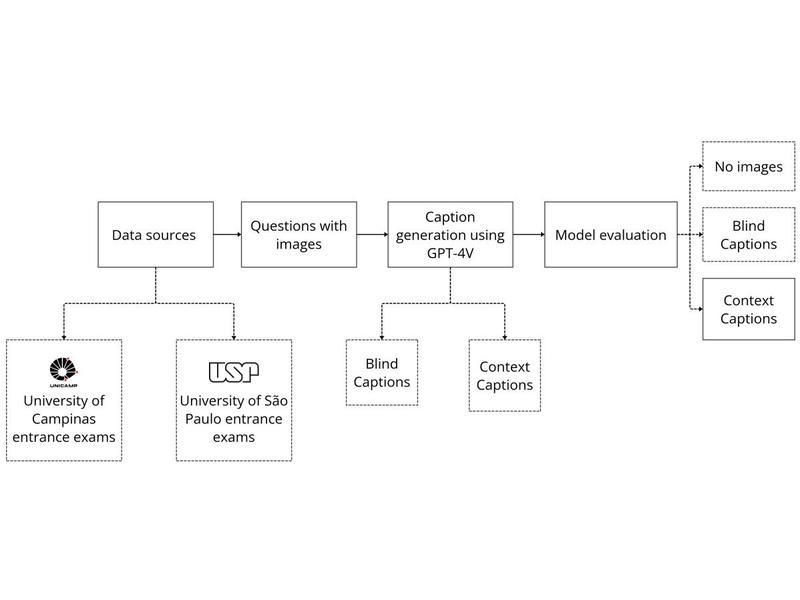 No images
Data sources
Questions with
images
Caption
generation using
GPT-4V
Model evaluation
Blind
Captions
Context
Captions
UNICAMP
University of
Campinas
entrance exams
USP
University of São
Paulo entrance
exams
Blind
Captions
Context
Captions